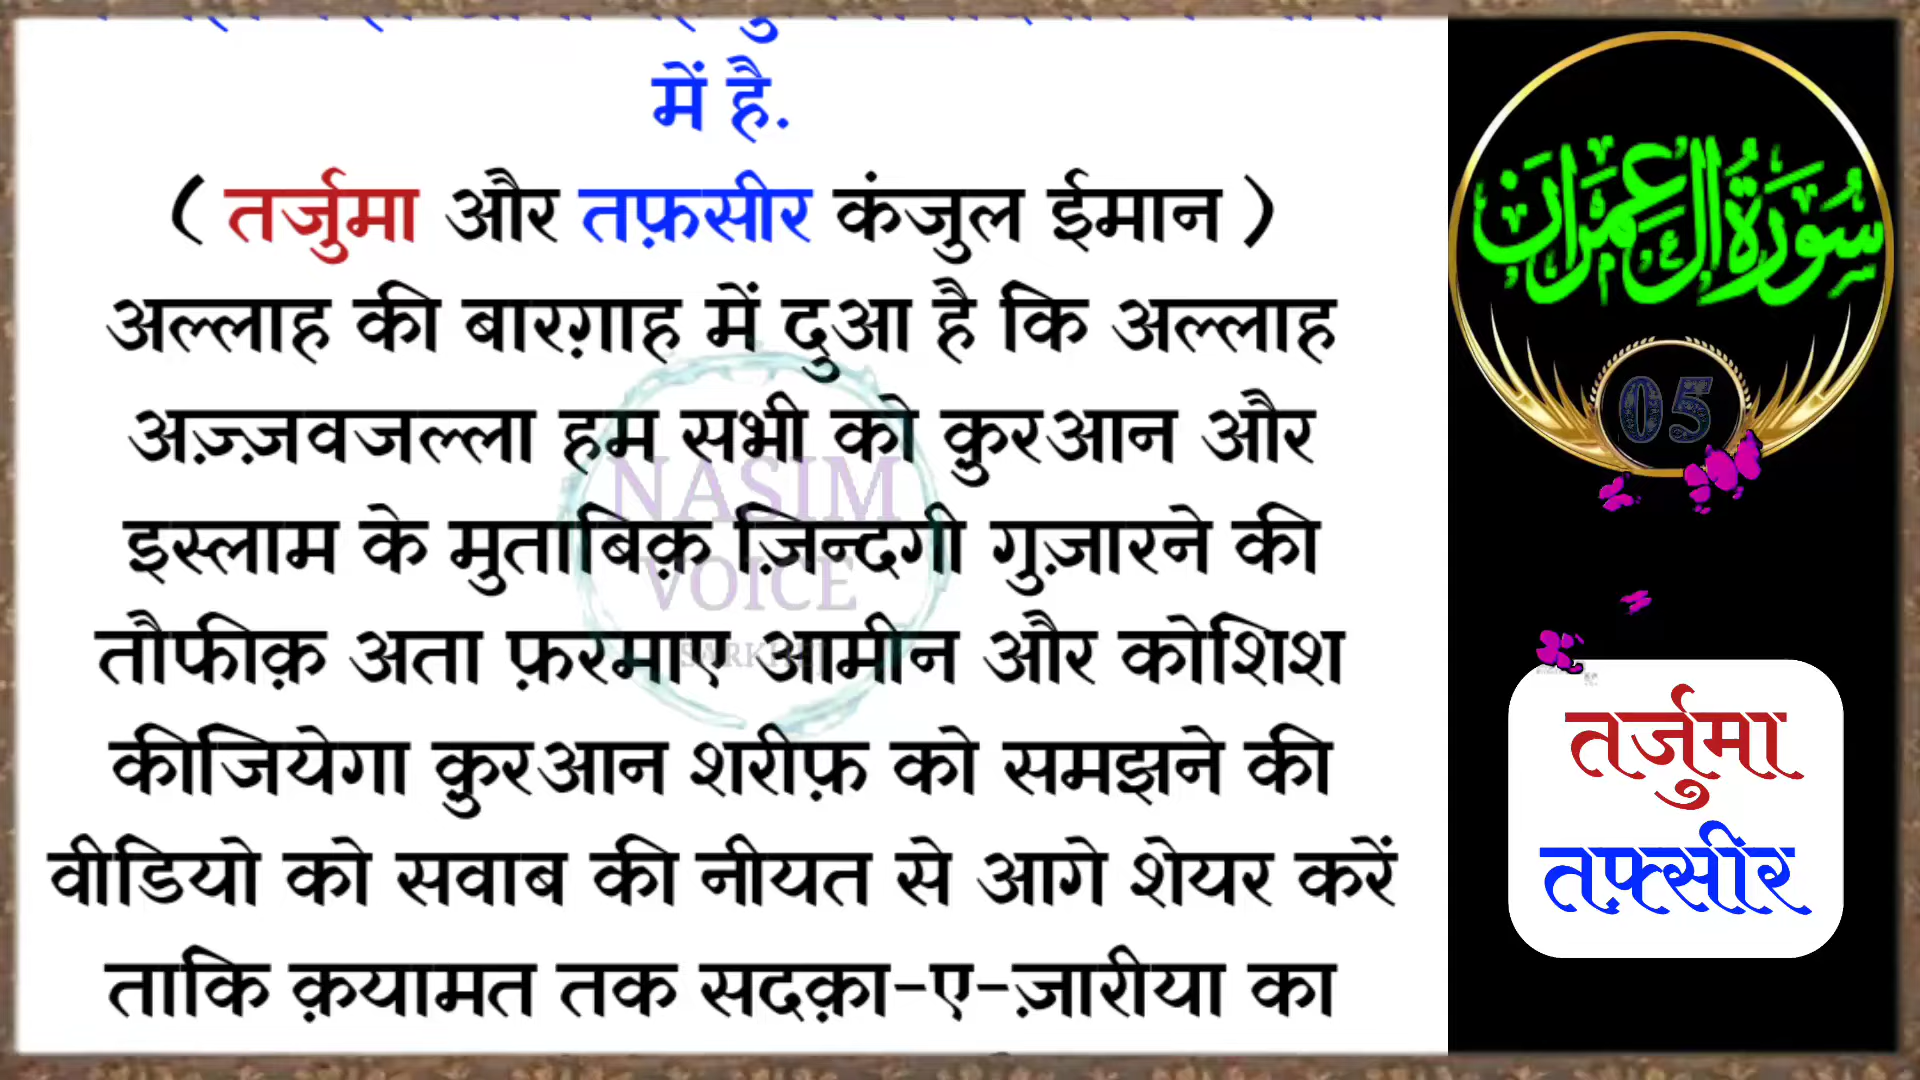 में है.
( तर्जुमा और तफ़सीर कंजुल ईमान )
अल्लाह की बारग़ाह में दुआ है कि अल्लाह
अज़्ज़वजल्ला हम सभी को क़ुरआन और
इस्लाम के मुताबिक़ ज़िन्दगी गुज़ारने की
तौफीक़ अता फ़रमाए आमीन और कोशिश
कीजियेगा क़ुरआन शरीफ़ को समझने की
वीडियो को सवाब की नीयत से आगे शेयर करें
ताकि क़यामत तक सदक़ा-ए-ज़ारीया का
NASIM
VOICE
سُوۡرَةُ اٰل عِمۡرَان
05
तर्जुमा
तफ़्सीर